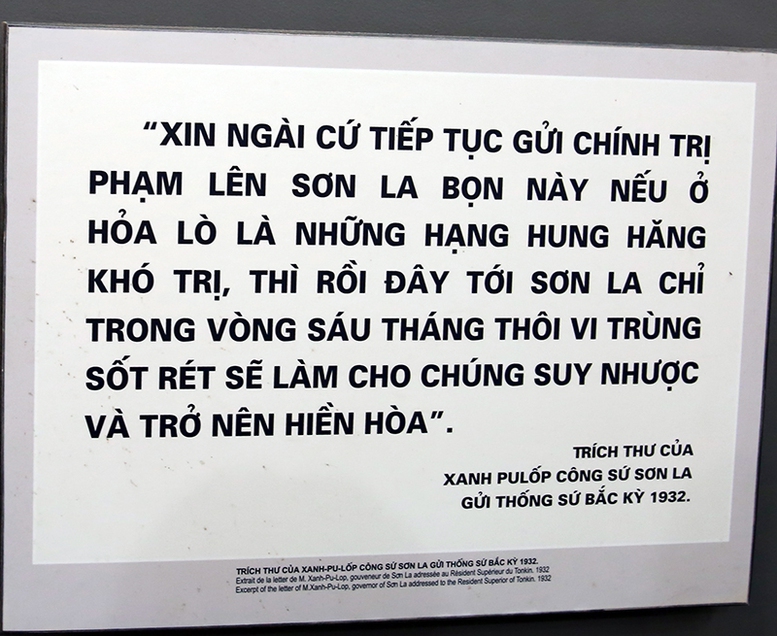 “XIN NGÀI CỨ TIẾP TỤC GỬI CHÍNH TRỊ
PHẠM LÊN SƠN LA BỌN NÀY NẾU Ở
HỎA LÒ LÀ NHỮNG HẠNG HUNG HĂNG
KHÓ TRỊ, THÌ RỒI ĐÂY TỚI SƠN LA CHỈ
TRONG VÒNG SÁU THÁNG THÔI VI TRÙNG
SỐT RÉT SẼ LÀM CHO CHÚNG SUY NHƯỢC
VÀ TRỞ NÊN HIỀN HÒA”.
TRÍCH THƯ CỦA
XANH PULỐP CÔNG SỨ SƠN LA
GỬI THỐNG SỨ BẮC KỲ 1932.
TRÍCH THƯ CỦA XANH-PU-LỐP CÔNG SỨ SƠN LA GỬI THỐNG SỨ BẮC KỲ 1932.
Extrait de la letter de M. Xanh-Pu-Lop, gouveneur de Sơn La adressée au Résident Supérieur du Tonkin. 1932
Excerpt of the letter of M.Xanh-Pu-Lop, governor of Sơn La addressed to the Resident Superior of Tonkin. 1932